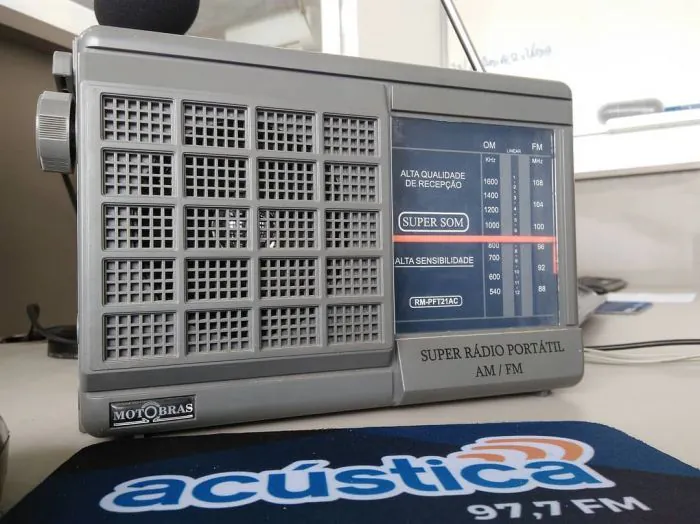 OM
LINEAR
FM
KHz
MHz
ALTA QUALIDADE
DE RECEPÇÃO
1600
1400
1200
1000
800
700
600
540
108
104
100
96
92
88
SUPER SOM
ALTA SENSIBILIDADE
RM-PFT21AC
SUPER RÁDIO PORTÁTIL
AM / FM
MOTOBRAS
acústica
97,7 FM